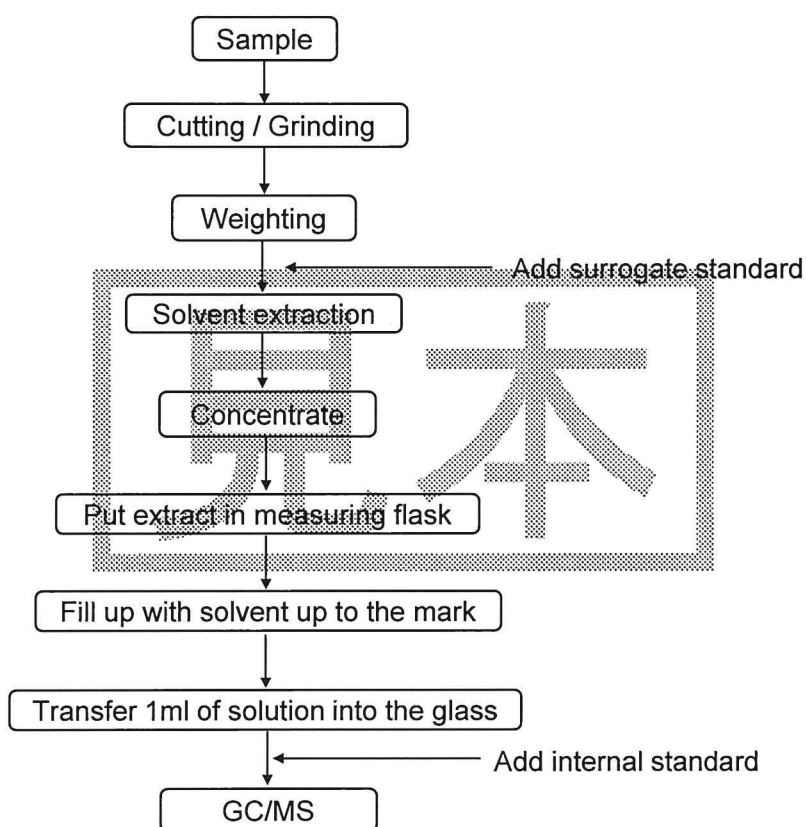 Sample
Cutting / Grinding
Weighting
Add surrogate standard
Solvent extraction
見本
Concentrate
Put extract in measuring flask
Fill up with solvent up to the mark
Transfer 1ml of solution into the glass
Add internal standard
GC/MS